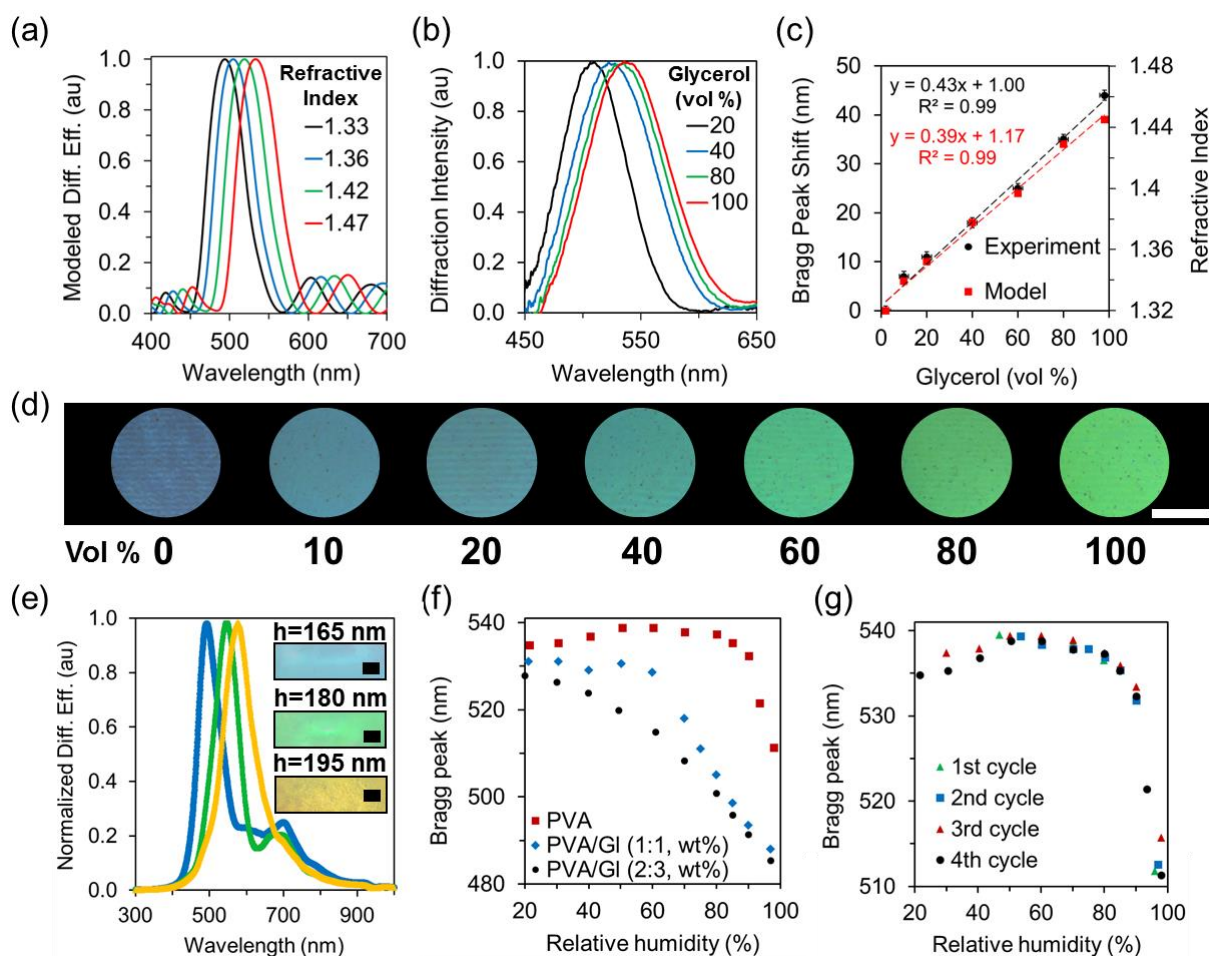 (a)
Modeled Diff. Eff. (au)
1.0
0.8
0.6
0.4
0.2
0.0
Refractive
Index
1.33
1.36
1.42
1.47
400 500 600 700
Wavelength (nm)
(b)
Diffraction Intensity (au)
1.0
0.8
0.6
0.4
0.2
0.0
Glycerol
(vol %)
20
40
80
100
450 550 650
Wavelength (nm)
(c)
Bragg Peak Shift (nm)
50
40
30
20
10
0
y = 0.43x + 1.00
R² = 0.99
y = 0.39x + 1.17
R² = 0.99
Experiment
Model
1.48
1.44
1.4
1.36
1.32
Refractive Index
0 20 40 60 80 100
Glycerol (vol %)
(d)
Vol % 0 10 20 40 60 80 100
(e)
Normalized Diff. Eff. (au)
1.0
0.8
0.6
0.4
0.2
0.0
h=165 nm
h=180 nm
h=195 nm
300 500 700 900
Wavelength (nm)
(f)
Bragg peak (nm)
540
520
500
480
PVA
PVA/Gl (1:1, wt%)
PVA/Gl (2:3, wt%)
20 40 60 80 100
Relative humidity (%)
(g)
Bragg peak (nm)
540
530
520
510
1st cycle
2nd cycle
3rd cycle
4th cycle
20 40 60 80 100
Relative humidity (%)